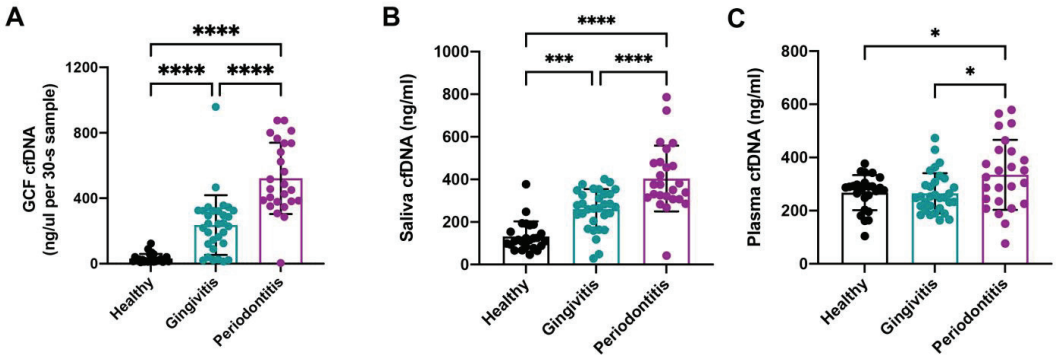 A
GCF cfDNA
(ng/ul per 30-s sample)
1200
800
400
0
****
**** ****
Healthy
Gingivitis
Periodontitis
B
Saliva cfDNA (ng/ml)
1000
800
600
400
200
0
****
*** ****
Healthy
Gingivitis
Periodontitis
C
Plasma cfDNA (ng/ml)
800
600
400
200
0
*
*
Healthy
Gingivitis
Periodontitis